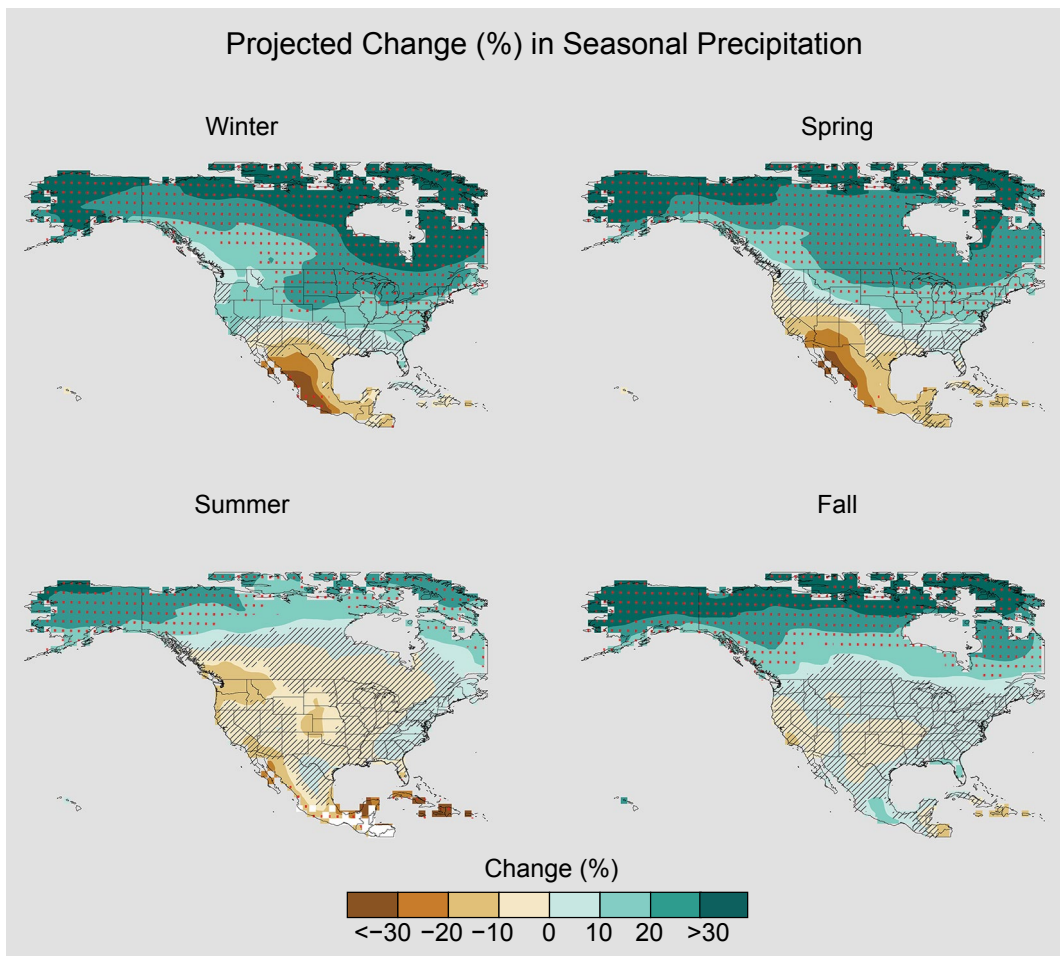 Projected Change (%) in Seasonal Precipitation
Winter
Spring
Summer
Fall
Change (%)
<−30 −20 −10 0 10 20 >30